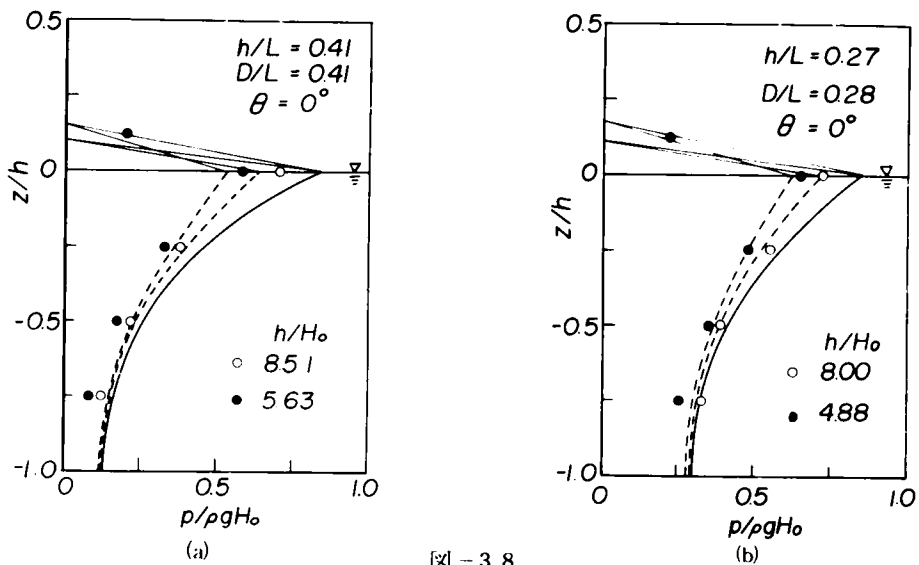 0.5
h/L = 0.41
D/L = 0.41
θ = 0°
0
z/h
-0.5
h/H₀
○ 8.51
● 5.63
-1.0
0
0.5
1.0
p/ρgH₀
(a)
0.5
h/L = 0.27
D/L = 0.28
θ = 0°
0
z/h
-0.5
h/H₀
○ 8.00
● 4.88
-1.0
0
0.5
1.0
p/ρgH₀
(b)
図-3.8